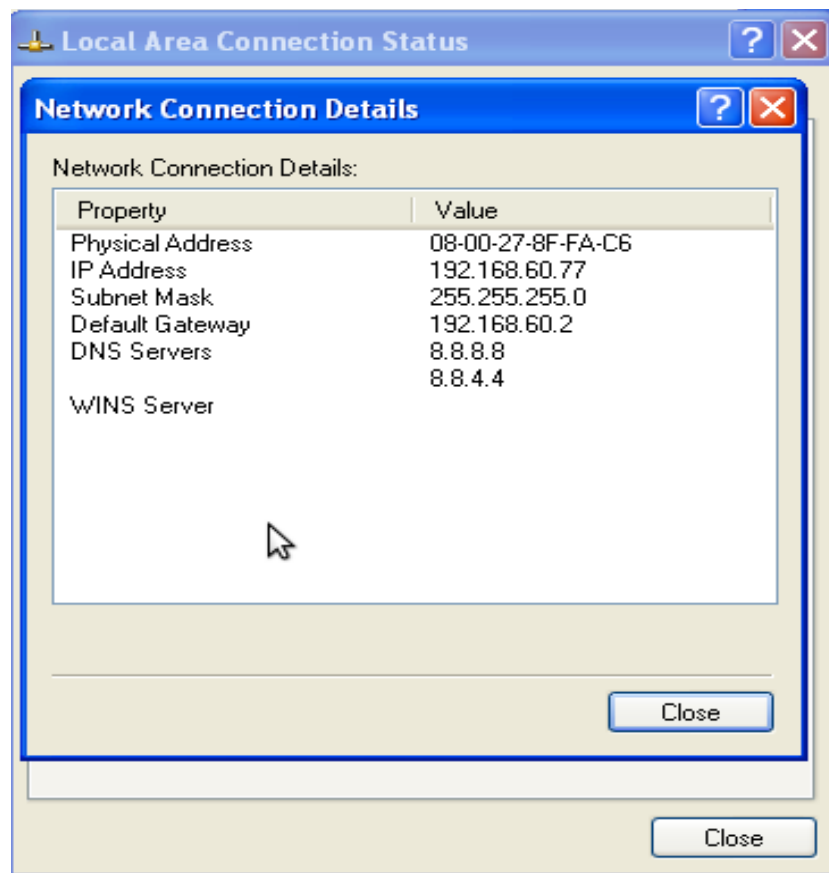 Local Area Connection Status
Network Connection Details
Network Connection Details:
Property Value
Physical Address 08-00-27-8F-FA-C6
IP Address 192.168.60.77
Subnet Mask 255.255.255.0
Default Gateway 192.168.60.2
DNS Servers 8.8.8.8
8.8.4.4
WINS Server
Close
Close